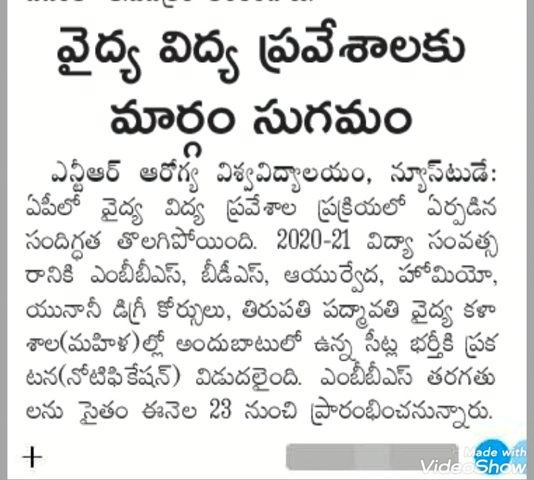 వైద్య విద్య ప్రవేశాలకు
మార్గం సుగమం
ఎన్టీఆర్ ఆరోగ్య విశ్వవిద్యాలయం, న్యూస్‌టుడే:
ఏపీలో వైద్య విద్య ప్రవేశాల ప్రక్రియలో ఏర్పడిన
సందిగ్ధత తొలగిపోయింది. 2020-21 విద్యా సంవత్స
రానికి ఎంబీబీఎస్, బీడీఎస్, ఆయుర్వేద, హోమియో,
యునానీ డిగ్రీ కోర్సులు, తిరుపతి పద్మావతి వైద్య కళా
శాల(మహిళ)ల్లో అందుబాటులో ఉన్న సీట్ల భర్తీకి ప్రక
టన(నోటిఫికేషన్) విడుదలైంది. ఎంబీబీఎస్ తరగతు
లను సైతం ఈనెల 23 నుంచి ప్రారంభించనున్నారు.
+
Made with
VideoShow